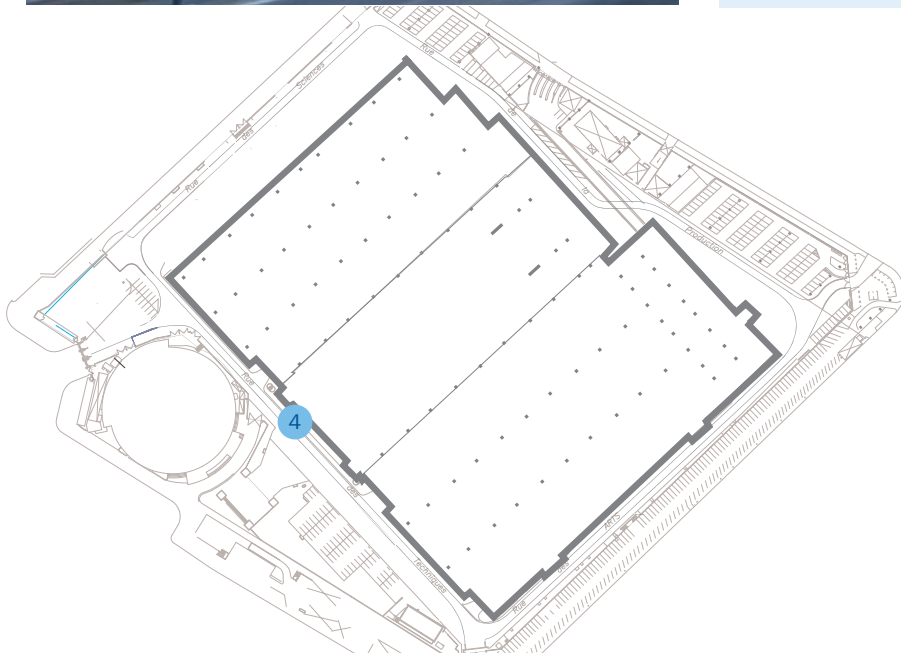 Rue
de
la
Production
Rue
des
Sciences
4
Rue
des
Techniques
Rue
des
ARTS